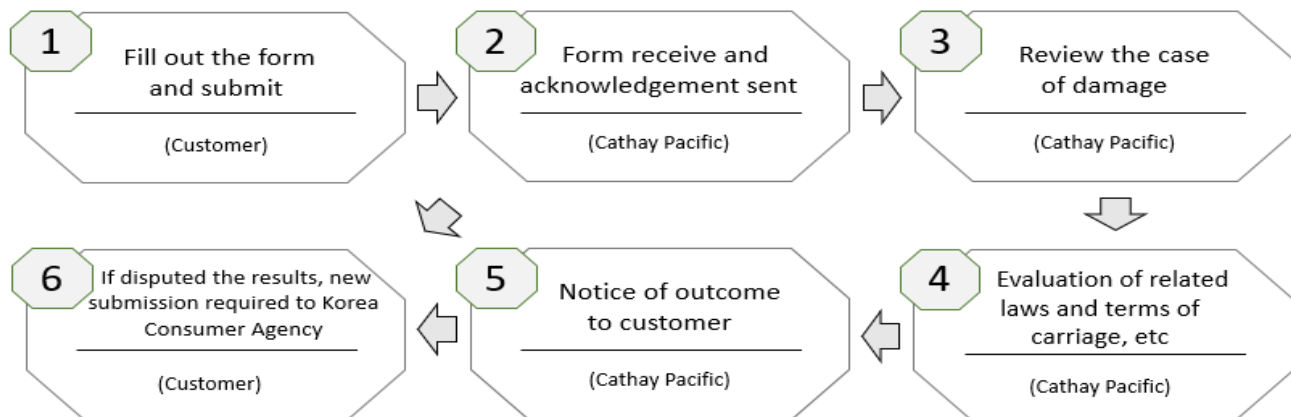 1
Fill out the form
and submit
(Customer)
2
Form receive and
acknowledgement sent
(Cathay Pacific)
3
Review the case
of damage
(Cathay Pacific)
4
Evaluation of related
laws and terms of
carriage, etc
(Cathay Pacific)
5
Notice of outcome
to customer
(Cathay Pacific)
6
If disputed the results, new
submission required to Korea
Consumer Agency
(Customer)